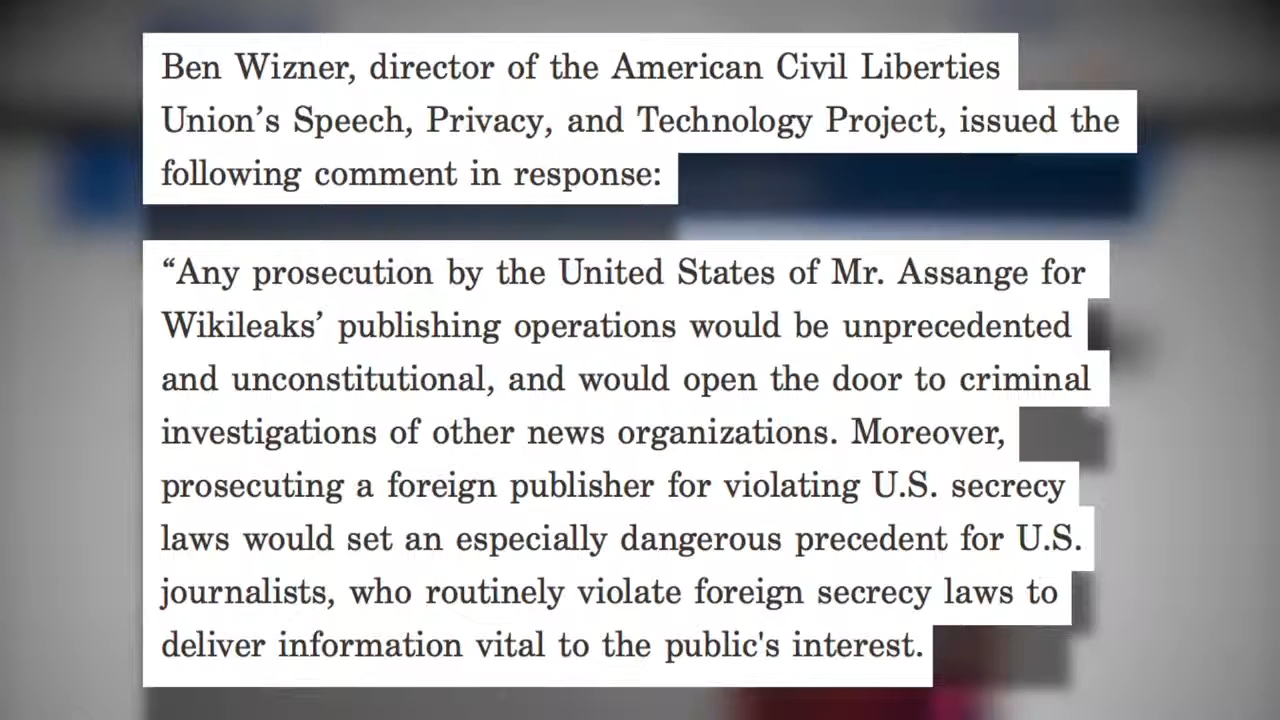 Ben Wizner, director of the American Civil Liberties
Union’s Speech, Privacy, and Technology Project, issued the
following comment in response:
“Any prosecution by the United States of Mr. Assange for
Wikileaks’ publishing operations would be unprecedented
and unconstitutional, and would open the door to criminal
investigations of other news organizations. Moreover,
prosecuting a foreign publisher for violating U.S. secrecy
laws would set an especially dangerous precedent for U.S.
journalists, who routinely violate foreign secrecy laws to
deliver information vital to the public's interest.